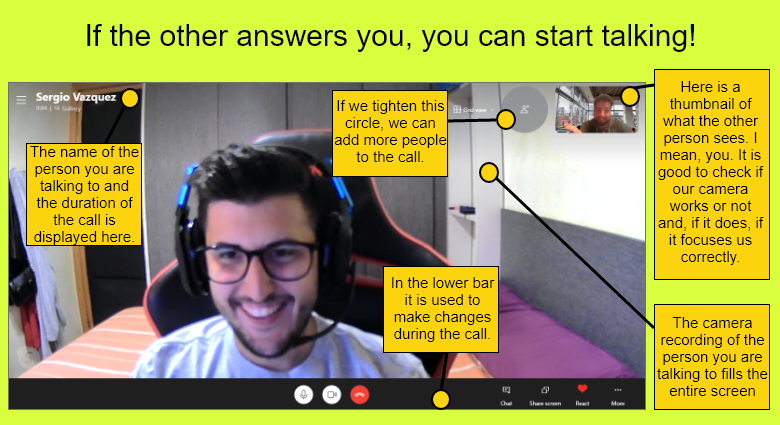 If the other answers you, you can start talking!
Sergio Vazquez
Gallery
The name of the
person you are
talking to and
the duration of
the call is
displayed here.
If we tighten this
circle, we can
add more people
to the call.
Here is a
thumbnail of
what the other
person sees. I
mean, you. It is
good to check if
our camera
works or not
and, if it does, if
it focuses us
correctly.
In the lower bar
it is used to
make changes
during the call.
The camera
recording of the
person you are
talking to fills the
entire screen
Chat
Share screen
React
More